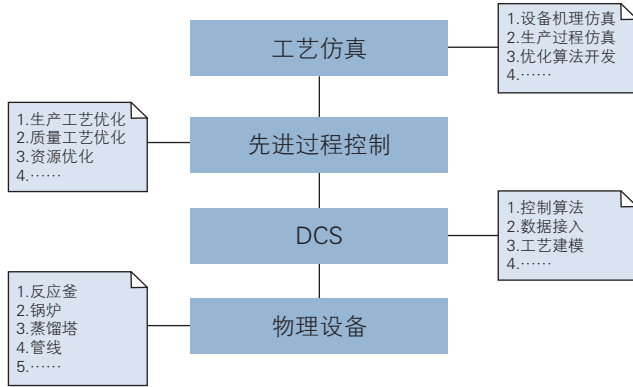 工艺仿真
1.设备机理仿真
2.生产过程仿真
3.优化算法开发
4.……
1.生产工艺优化
2.质量工艺优化
3.资源优化
4.……
先进过程控制
DCS
1.控制算法
2.数据接入
3.工艺建模
4.……
1.反应釜
2.锅炉
3.蒸馏塔
4.管线
5.……
物理设备